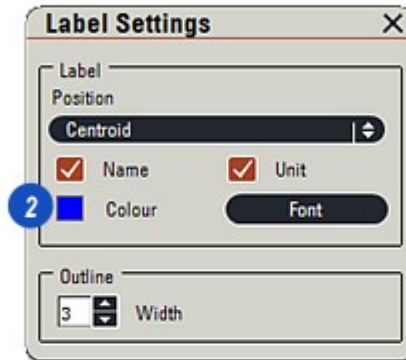 Label Settings
Label
Position
Centroid
Name Unit
2 Colour Font
Outline
3 Width